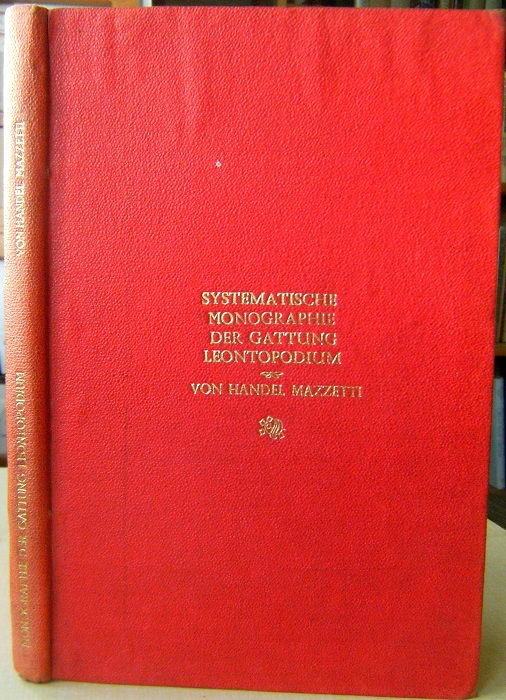 SYSTEMATISCHE
MONOGRAPHIE
DER GATTUNG
LEONTOPODIUM
VON HANDEL MAZZETTI
VON HANDEL MAZZETTI
MONOGRAPHIE DER GATTUNG LEONTOPODIUM